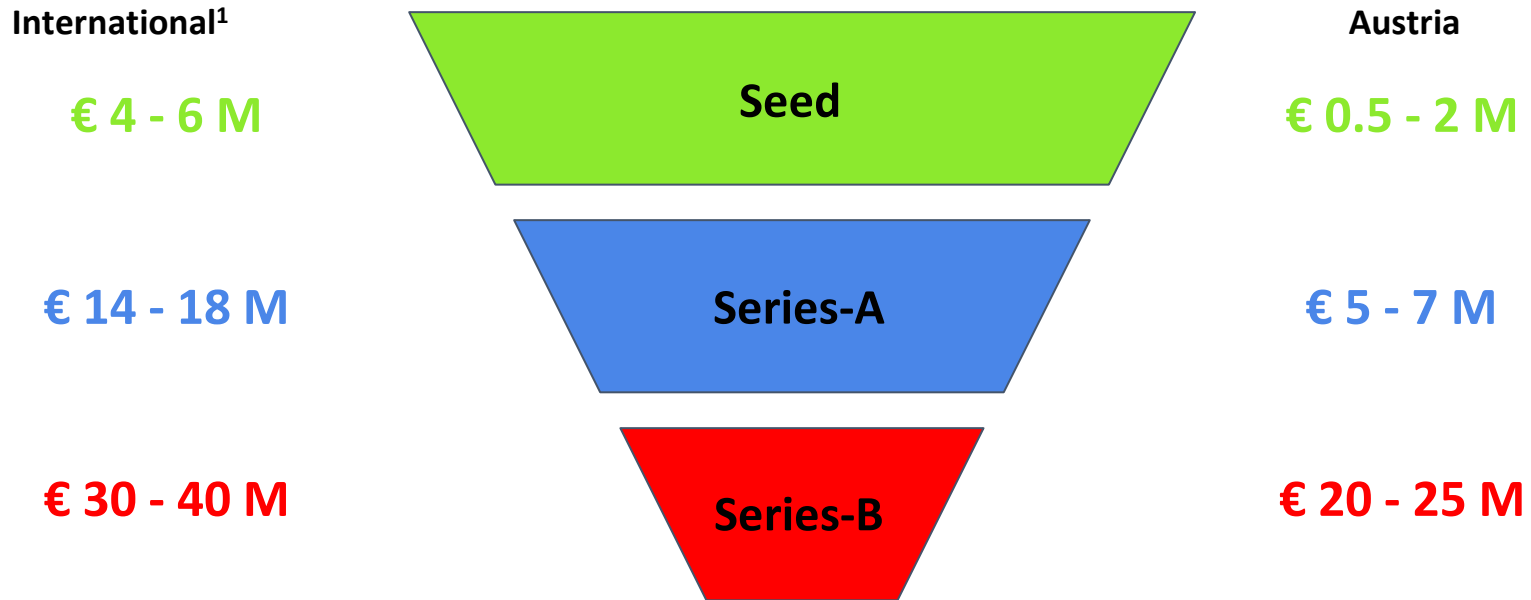 International¹
Austria
Seed
€ 4 - 6 M
€ 0.5 - 2 M
Series-A
€ 14 - 18 M
€ 5 - 7 M
Series-B
€ 30 - 40 M
€ 20 - 25 M